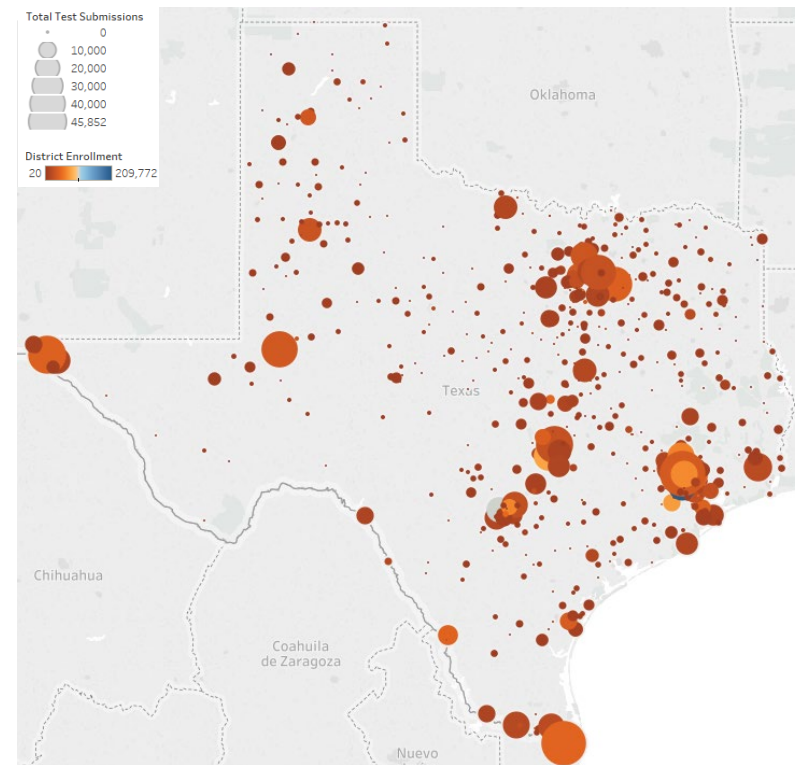 Total Test Submissions
0
10,000
20,000
30,000
40,000
45,852
District Enrollment
20 209,772
Oklahoma
Texas
Chihuahua
Coahuila
de Zaragoza
Nuevo